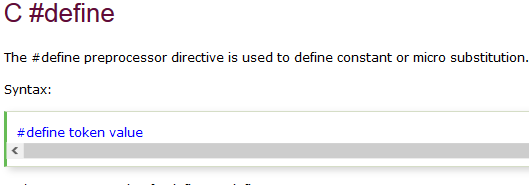 C #define
The #define preprocessor directive is used to define constant or micro substitution.
Syntax:
#define token value